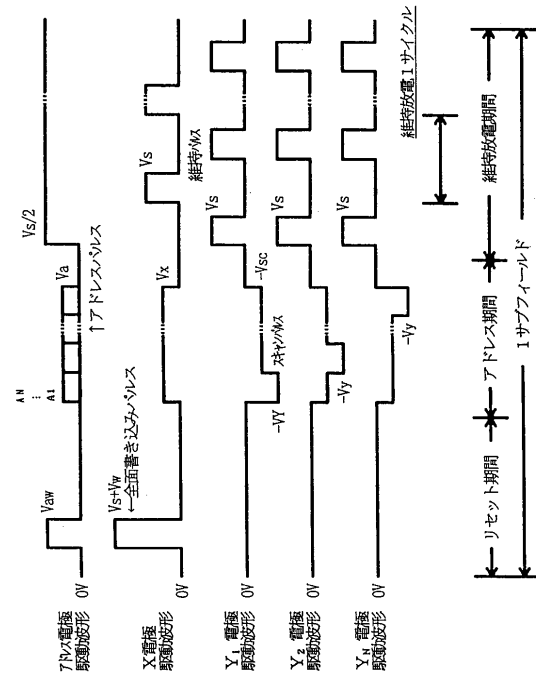 アドレス電極
駆動波形
0V
Vaw
AN
⋮
A1
Va
↑アドレスパルス
Vs/2
X電極
駆動波形
0V
Vs+Vw
←全面書き込みパルス
Vx
Vs
維持パルス
Y1 電極
駆動波形
0V
-VY
スキャンパルス
-Vsc
Vs
Y2 電極
駆動波形
0V
-Vy
Vs
YN 電極
駆動波形
0V
-Vy
Vs
維持放電1サイクル
リセット期間
アドレス期間
維持放電期間
1サブフィールド